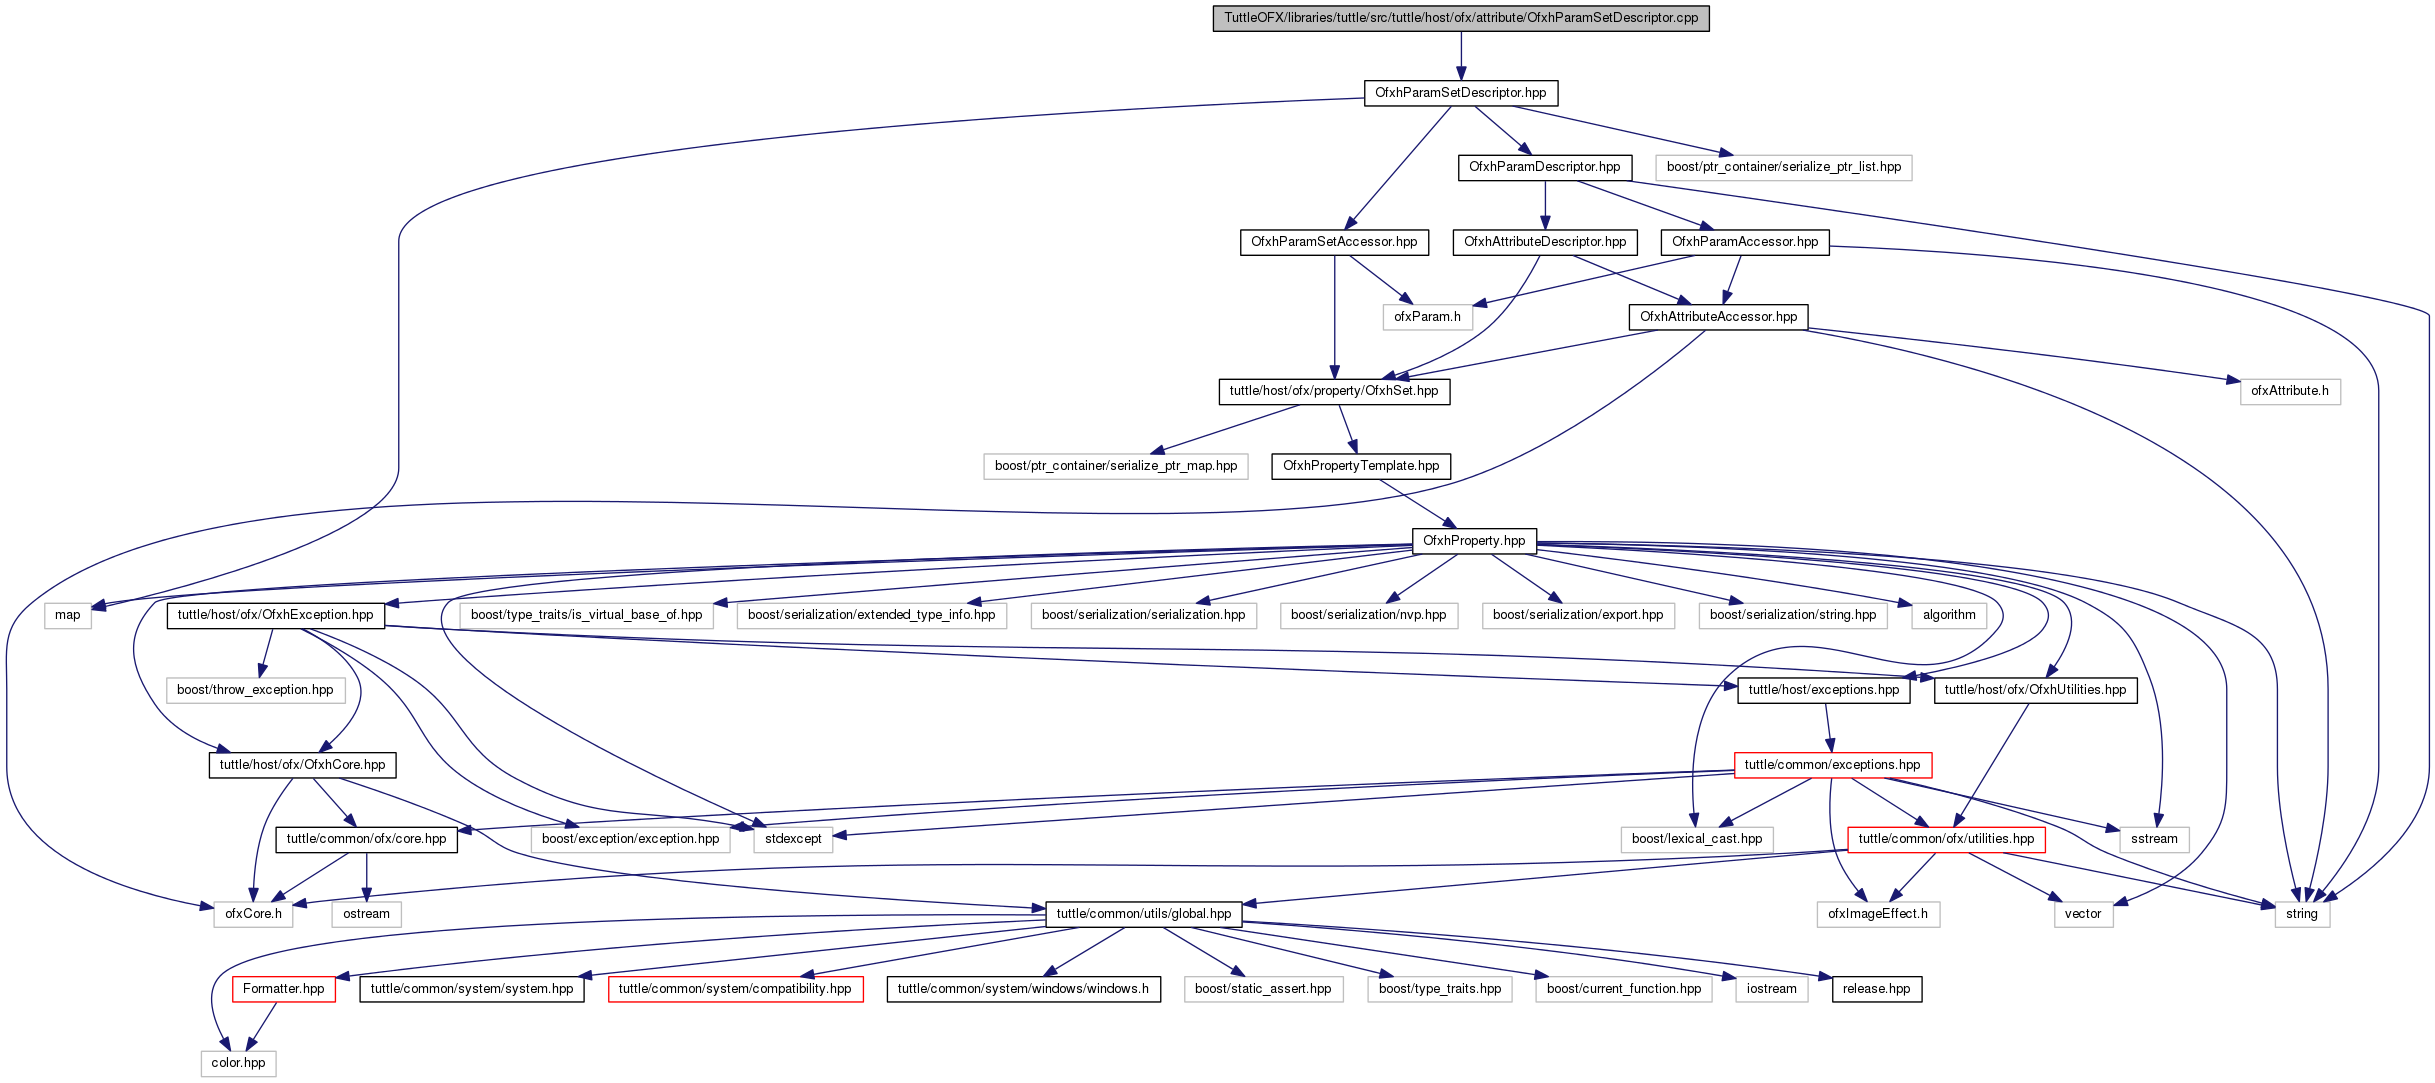 TuttleOFX/libraries/tuttle/src/tuttle/host/ofx/attribute/OfxhParamSetDescriptor.cpp
OfxhParamSetDescriptor.hpp
OfxhParamDescriptor.hpp
boost/ptr_container/serialize_ptr_list.hpp
OfxhParamSetAccessor.hpp
OfxhAttributeDescriptor.hpp
OfxhParamAccessor.hpp
ofxParam.h
OfxhAttributeAccessor.hpp
tuttle/host/ofx/property/OfxhSet.hpp
ofxAttribute.h
boost/ptr_container/serialize_ptr_map.hpp
OfxhPropertyTemplate.hpp
OfxhProperty.hpp
map
tuttle/host/ofx/OfxhException.hpp
boost/type_traits/is_virtual_base_of.hpp
boost/serialization/extended_type_info.hpp
boost/serialization/serialization.hpp
boost/serialization/nvp.hpp
boost/serialization/export.hpp
boost/serialization/string.hpp
algorithm
boost/throw_exception.hpp
tuttle/host/exceptions.hpp
tuttle/host/ofx/OfxhUtilities.hpp
tuttle/host/ofx/OfxhCore.hpp
tuttle/common/exceptions.hpp
tuttle/common/ofx/core.hpp
boost/exception/exception.hpp
stdexcept
boost/lexical_cast.hpp
tuttle/common/ofx/utilities.hpp
sstream
ofxCore.h
ostream
tuttle/common/utils/global.hpp
ofxImageEffect.h
vector
string
Formatter.hpp
tuttle/common/system/system.hpp
tuttle/common/system/compatibility.hpp
tuttle/common/system/windows/windows.h
boost/static_assert.hpp
boost/type_traits.hpp
boost/current_function.hpp
iostream
release.hpp
color.hpp